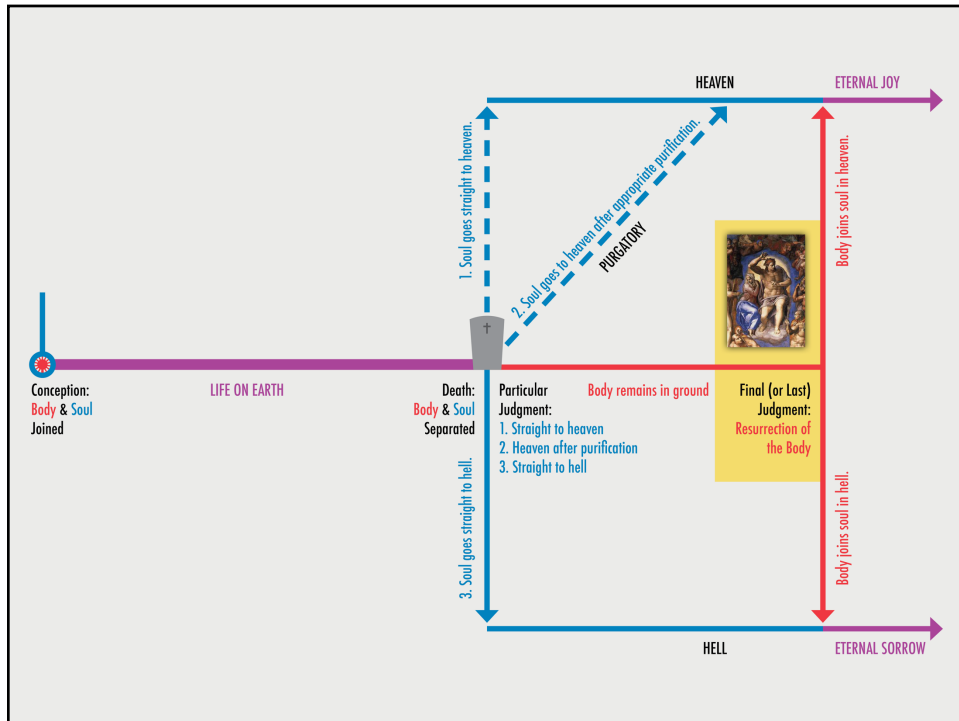 HEAVEN
ETERNAL JOY
1. Soul goes straight to heaven.
2. Soul goes to heaven after appropriate purification.
PURGATORY
Body joins soul in heaven.
Conception:
Body & Soul
Joined
LIFE ON EARTH
Death:
Body & Soul
Separated
Particular
Judgment:
1. Straight to heaven
2. Heaven after purification
3. Straight to hell
Body remains in ground
Final (or Last)
Judgment:
Resurrection of
the Body
3. Soul goes straight to hell.
Body joins soul in hell.
HELL
ETERNAL SORROW